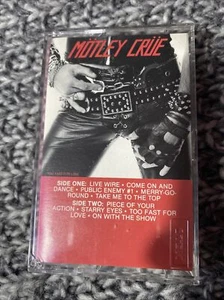 MÖTLEY CRÜE
SIDE ONE: LIVE WIRE • COME ON AND
DANCE • PUBLIC ENEMY #1 • MERRY-GO-
ROUND • TAKE ME TO THE TOP
SIDE TWO: PIECE OF YOUR
ACTION • STARRY EYES • TOO FAST FOR
LOVE • ON WITH THE SHOW